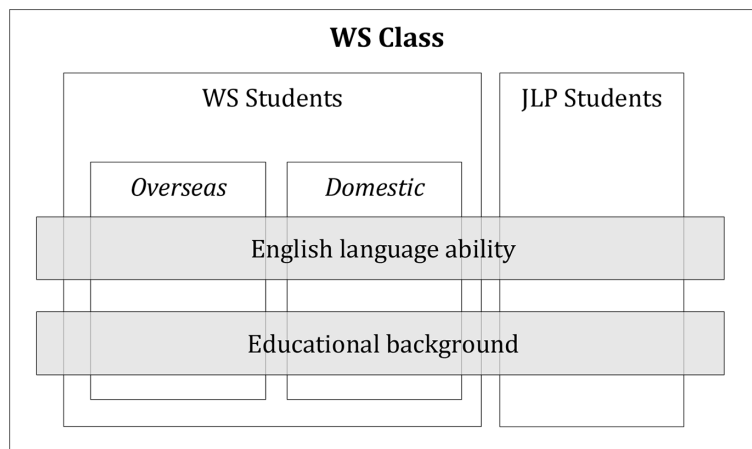 WS Class
WS Students
JLP Students
Overseas
Domestic
English language ability
Educational background